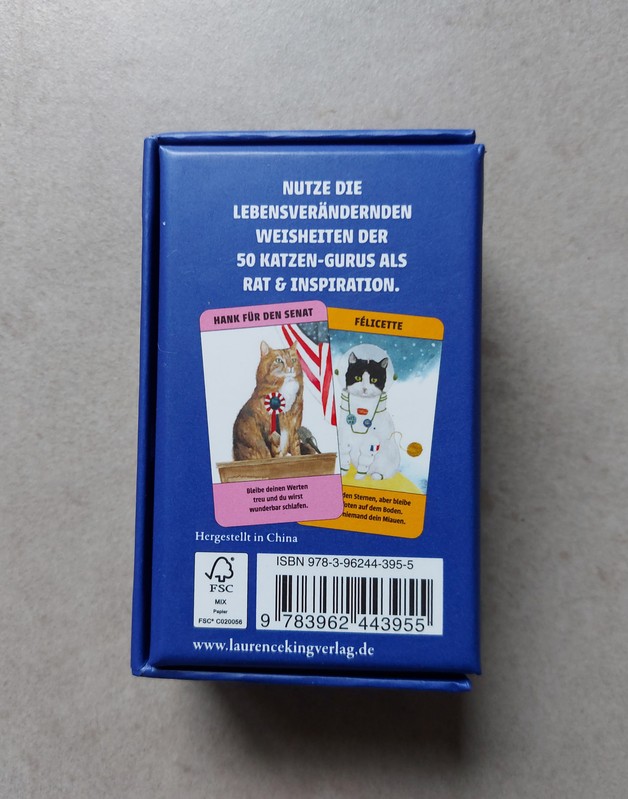 NUTZE DIE
LEBENSVERÄNDERNDEN
WEISHEITEN DER
50 KATZEN-GURUS ALS
RAT & INSPIRATION.
HANK FÜR DEN SENAT
Bleibe deinen Werten
treu und du wirst
wunderbar schlafen.
FÉLICETTE
den Sternen, aber bleibe
auf dem Boden.
niemand dein Miauen.
Hergestellt in China
FSC
MIX
Papier
FSC® C020056
ISBN 978-3-96244-395-5
9 783962 443955
www.laurencekingverlag.de